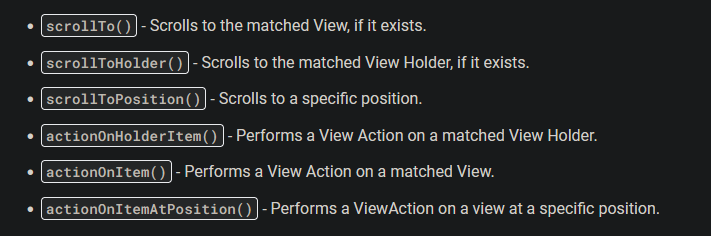 • scrollTo() - Scrolls to the matched View, if it exists.
• scrollToHolder() - Scrolls to the matched View Holder, if it exists.
• scrollToPosition() - Scrolls to a specific position.
• actionOnHolderItem() - Performs a View Action on a matched View Holder.
• actionOnItem() - Performs a View Action on a matched View.
• actionOnItemAtPosition() - Performs a ViewAction on a view at a specific position.